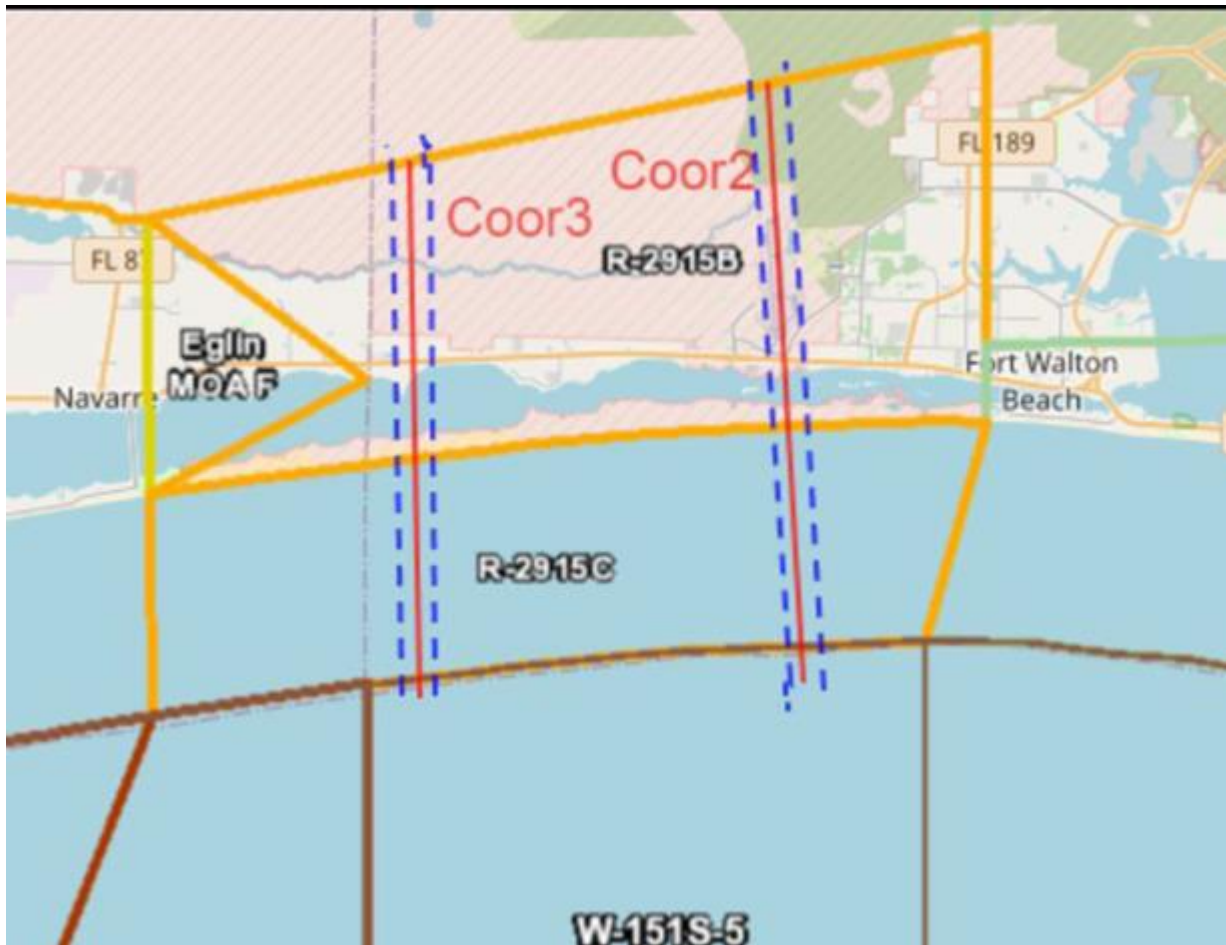 FL 189
Coor2
Coor3
R-2915B
FL 87
Eglin
MOA F
Navarre
Fort Walton
Beach
R-2915C
W-151S-5